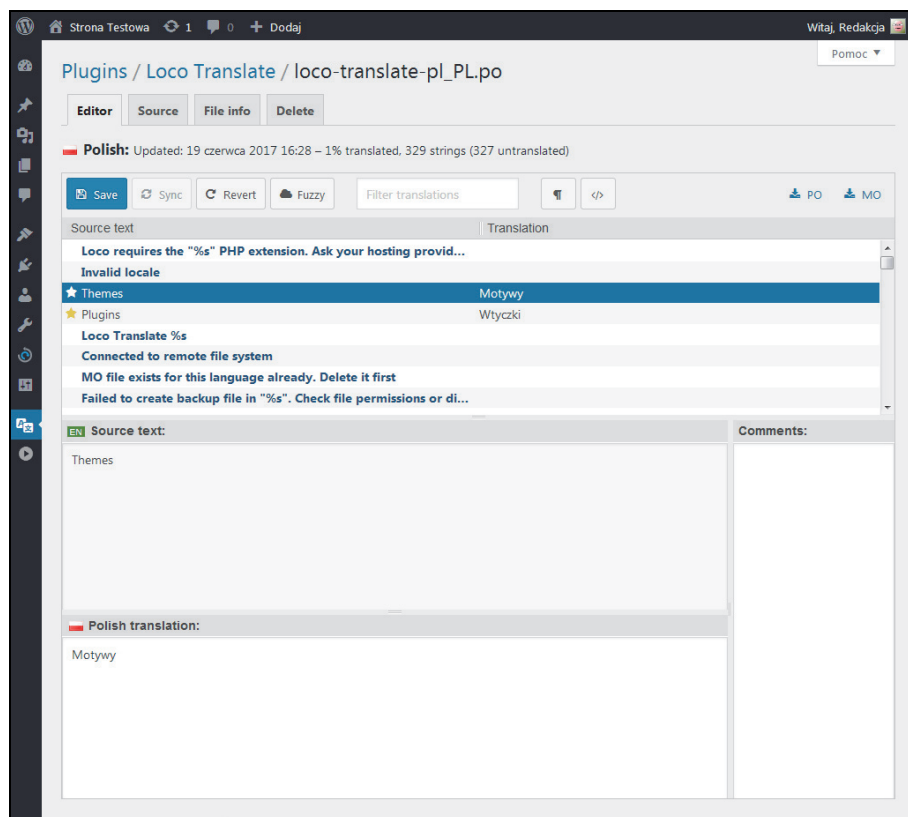 Strona Testowa 1 0 + Dodaj Witaj, Redakcja
Pomoc ▼
Plugins / Loco Translate / loco-translate-pl_PL.po
Editor Source File info Delete
Polish: Updated: 19 czerwca 2017 16:28 – 1% translated, 329 strings (327 untranslated)
Save Sync Revert Fuzzy Filter translations ¶ </> PO MO
Source text Translation
Loco requires the "%s" PHP extension. Ask your hosting provid...
Invalid locale
Themes Motywy
Plugins Wtyczki
Loco Translate %s
Connected to remote file system
MO file exists for this language already. Delete it first
Failed to create backup file in "%s". Check file permissions or di...
EN Source text: Comments:
Themes
Polish translation:
Motywy